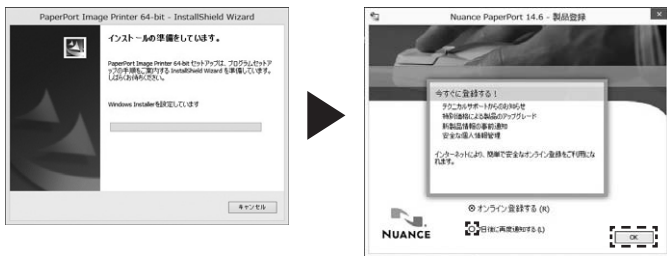 PaperPort Image Printer 64-bit - InstallShield Wizard
インストールの準備をしています。
PaperPort Image Printer 64-bit セットアップは、プログラムセットア
ップの手順をご案内する InstallShield Wizard を準備しています。
しばらくお待ちください。
Windows Installerを設定しています
キャンセル
Nuance PaperPort 14.6 - 製品登録
今すぐに登録する！
テクニカルサポートからのお知らせ
特別価格による製品のアップグレード
新製品情報の事前通知
安全な個人情報管理
インターネットにより、簡単で安全なオンライン登録をご利用にな
れます。
オンライン登録する (R)
日後に再度通知する (L)
NUANCE
OK